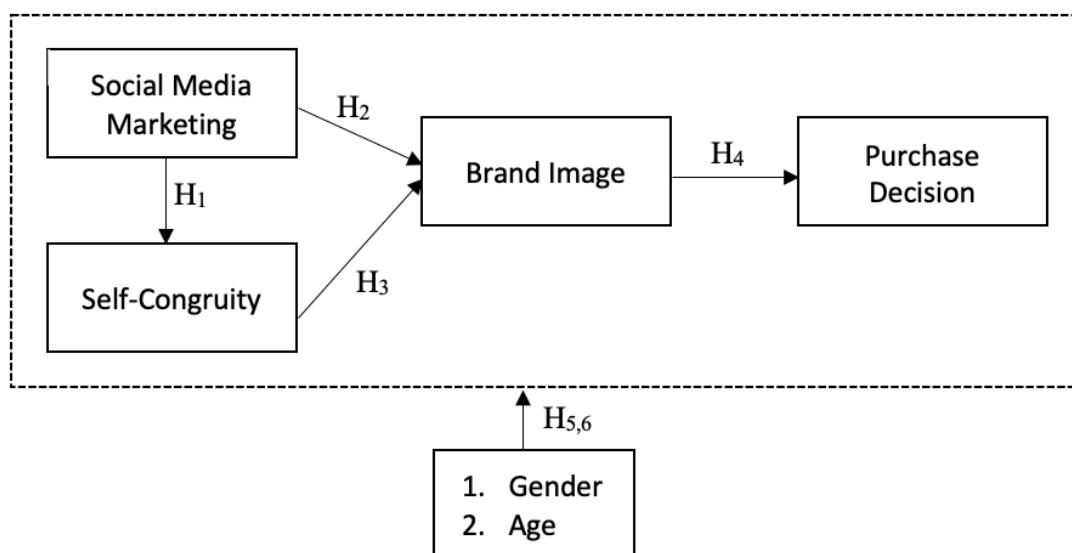 Social Media
Marketing
H2
H1
Brand Image
H4
Purchase
Decision
Self-Congruity
H3
H5,6
1. Gender
2. Age